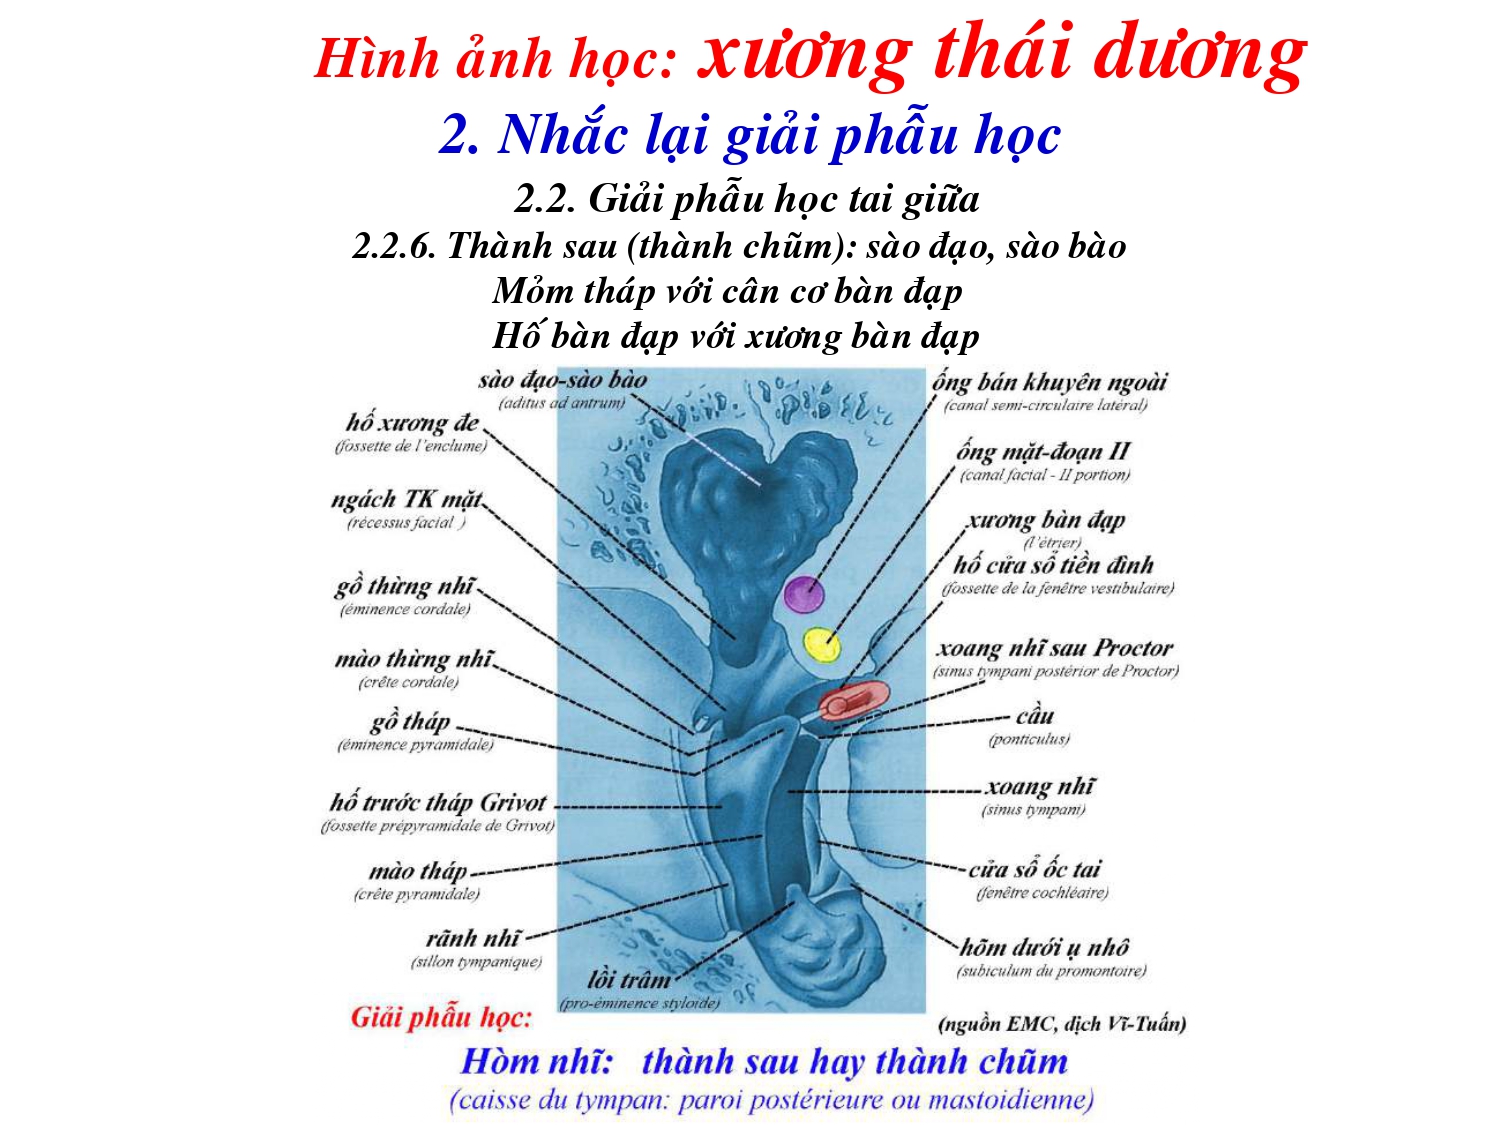 Hình ảnh học: xương thái dương
2. Nhắc lại giải phẫu học
2.2. Giải phẫu học tai giữa
2.2.6. Thành sau (thành chũm): sào đạo, sào bào
Mỏm tháp với cân cơ bàn đạp
Hố bàn đạp với xương bàn đạp
sào đạo-sào bào
(aditus ad antrum)
hố xương đe
(fossette de l'enclume)
ngách TK mặt
(récessus facial )
gồ thừng nhĩ
(éminence cordale)
mào thừng nhĩ
(crête cordale)
gồ tháp
(éminence pyramidale)
hố trước tháp Grivot
(fossette prépyramidale de Grivot)
mào tháp
(crête pyramidale)
rãnh nhĩ
(sillon tympanique)
lồi trâm
(pro-éminence styloïde)
ống bán khuyên ngoài
(canal semi-circulaire latéral)
ống mặt-đoạn II
(canal facial - II portion)
xương bàn đạp
(l'étrier)
hố cửa sổ tiền đình
(fossette de la fenêtre vestibulaire)
xoang nhĩ sau Proctor
(sinus tympani postérior de Proctor)
cầu
(ponticulus)
xoang nhĩ
(sinus tympani)
cửa sổ ốc tai
(fenêtre cochléaire)
hõm dưới ụ nhô
(subiculum du promontoire)
Giải phẫu học:
(nguồn EMC, dịch Vĩ-Tuấn)
Hòm nhĩ: thành sau hay thành chũm
(caisse du tympan: paroi postérieure ou mastoidienne)